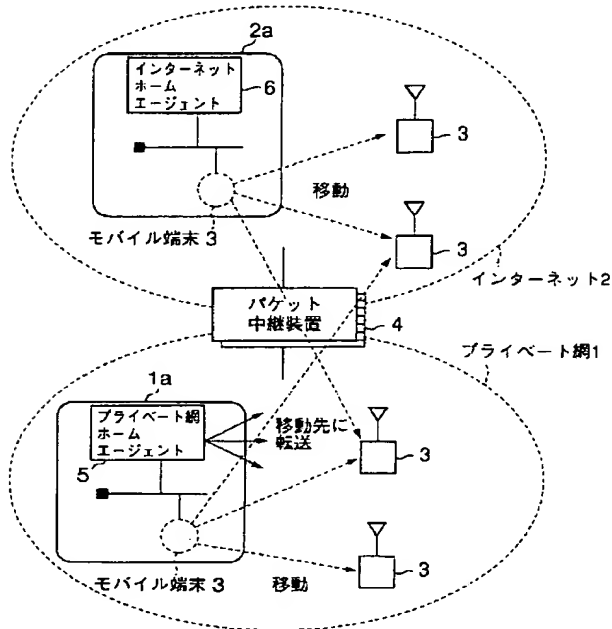 2a
インターネット
ホーム
エージェント
6
3
移動
3
モバイル端末 3
インターネット2
パケット
中継装置
4
プライベート網1
1a
プライベート網
ホーム
エージェント
移動先に
転送
5
3
3
モバイル端末 3
移動